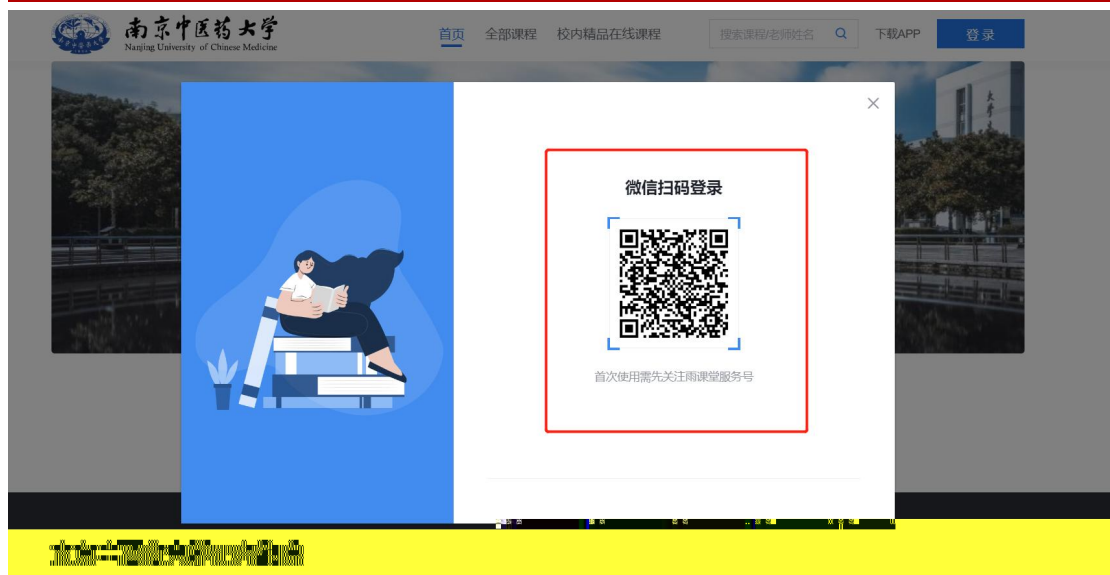 南京中医药大学
Nanjing University of Chinese Medicine
首页 全部课程 校内精品在线课程 搜索课程/老师姓名 下载APP 登录
微信扫码登录
首次使用需先关注雨课堂服务号